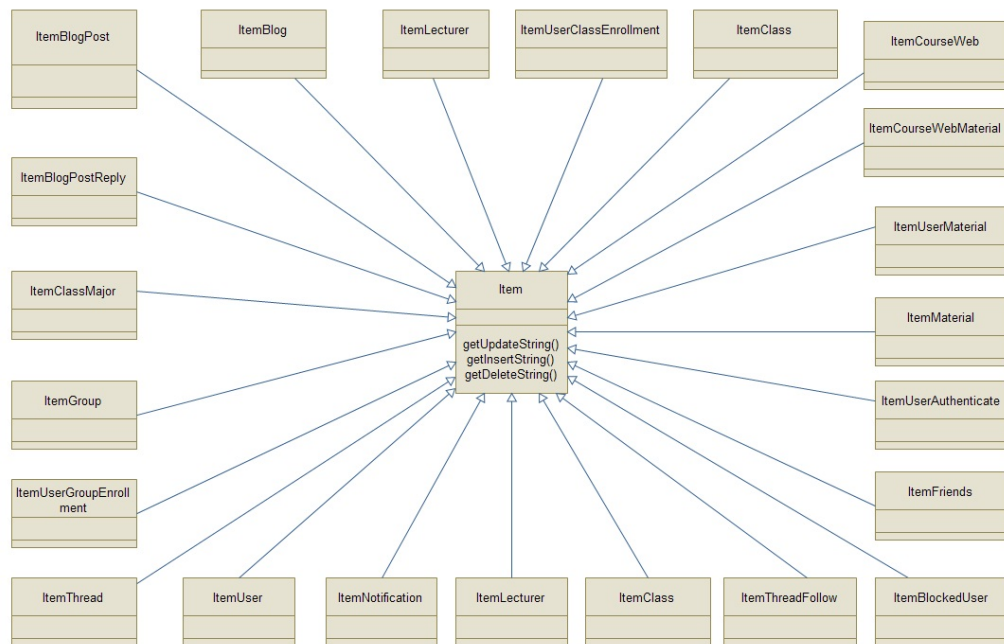 ItemBlogPost
ItemBlog
ItemLecturer
ItemUserClassEnrollment
ItemClass
ItemCourseWeb
ItemCourseWebMaterial
ItemBlogPostReply
ItemUserMaterial
ItemClassMajor
Item
getUpdateString()
getInsertString()
getDeleteString()
ItemMaterial
ItemGroup
ItemUserAuthenticate
ItemUserGroupEnroll
ment
ItemFriends
ItemThread
ItemUser
ItemNotification
ItemLecturer
ItemClass
ItemThreadFollow
ItemBlockedUser